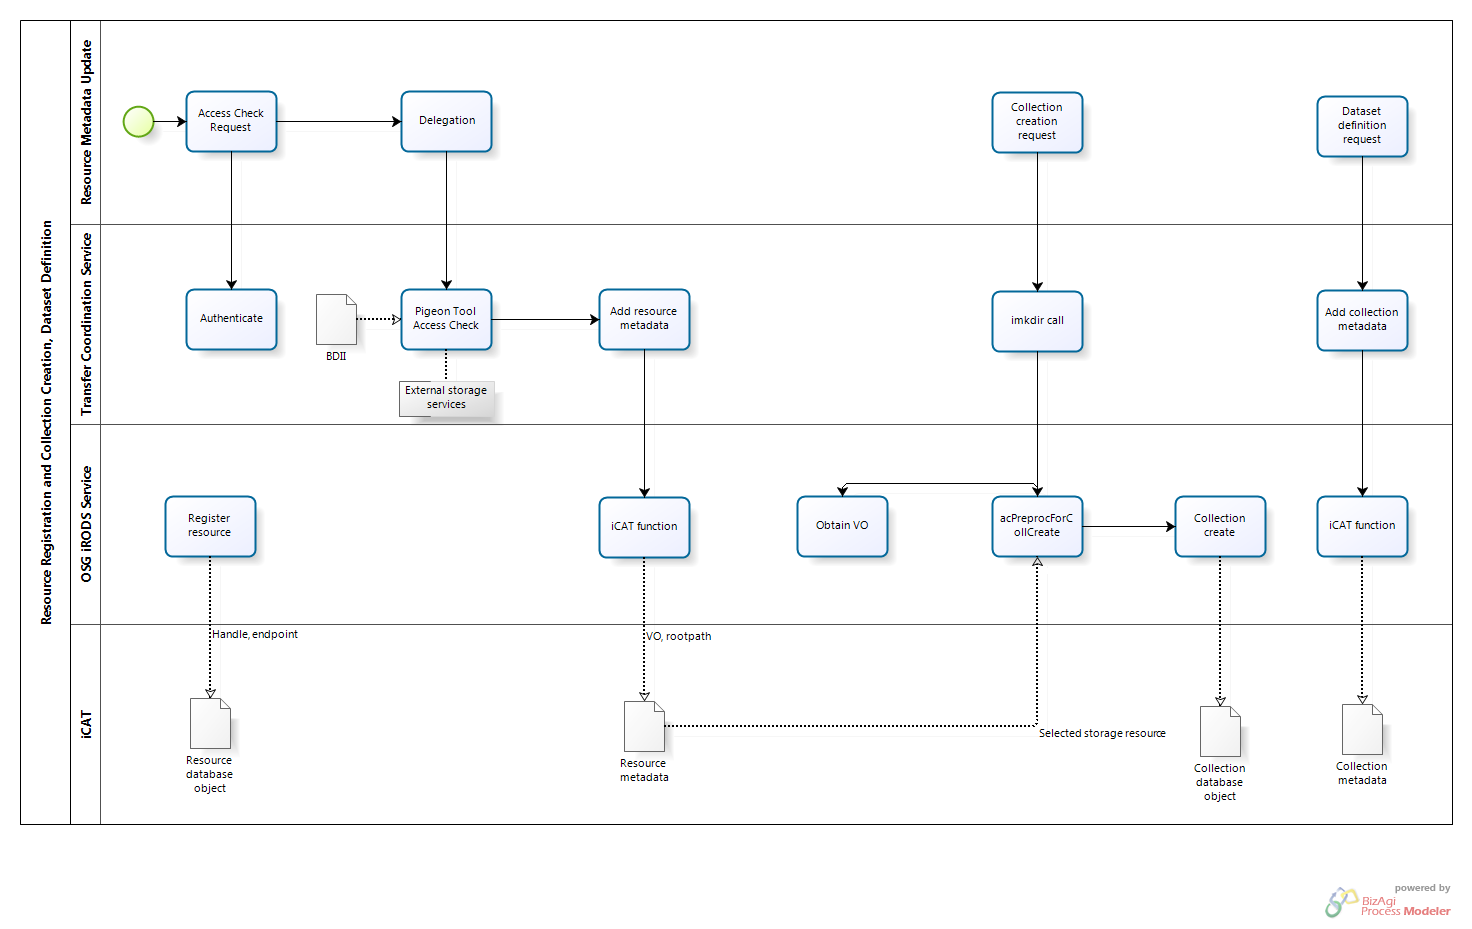 Resource Registration and Collection Creation, Dataset Definition
Resource Metadata Update
Access Check
Request
Delegation
Collection
creation
request
Dataset
definition
request
Transfer Coordination Service
Authenticate
BDII
Pigeon Tool
Access Check
External storage
services
Add resource
metadata
imkdir call
Add collection
metadata
OSG iRODS Service
Register
resource
iCAT function
Obtain VO
acPreprocForC
ollCreate
Collection
create
iCAT function
iCAT
Handle, endpoint
VO, rootpath
Selected storage resource
Resource
database
object
Resource
metadata
Collection
database
object
Collection
metadata
powered by
BizAgi
Process Modeler